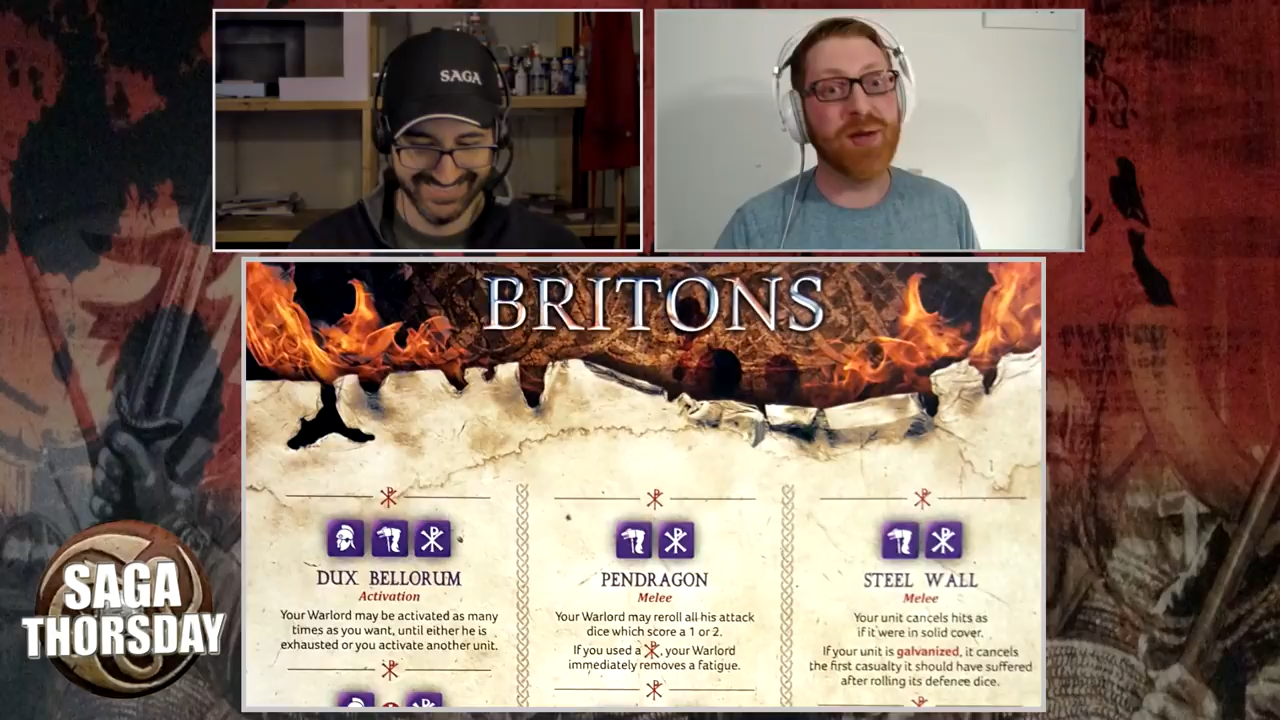 SAGA
BRITONS
DUX BELLORUM
Activation
Your Warlord may be activated as many
times as you want, until either he is
exhausted or you activate another unit.
PENDRAGON
Melee
Your Warlord may reroll all his attack
dice which score a 1 or 2.
If you used a ☧, your Warlord
immediately removes a fatigue.
STEEL WALL
Melee
Your unit cancels hits as
if it were in solid cover.
If your unit is galvanized, it cancels
the first casualty it should have suffered
after rolling its defence dice.
SAGA
THORSDAY